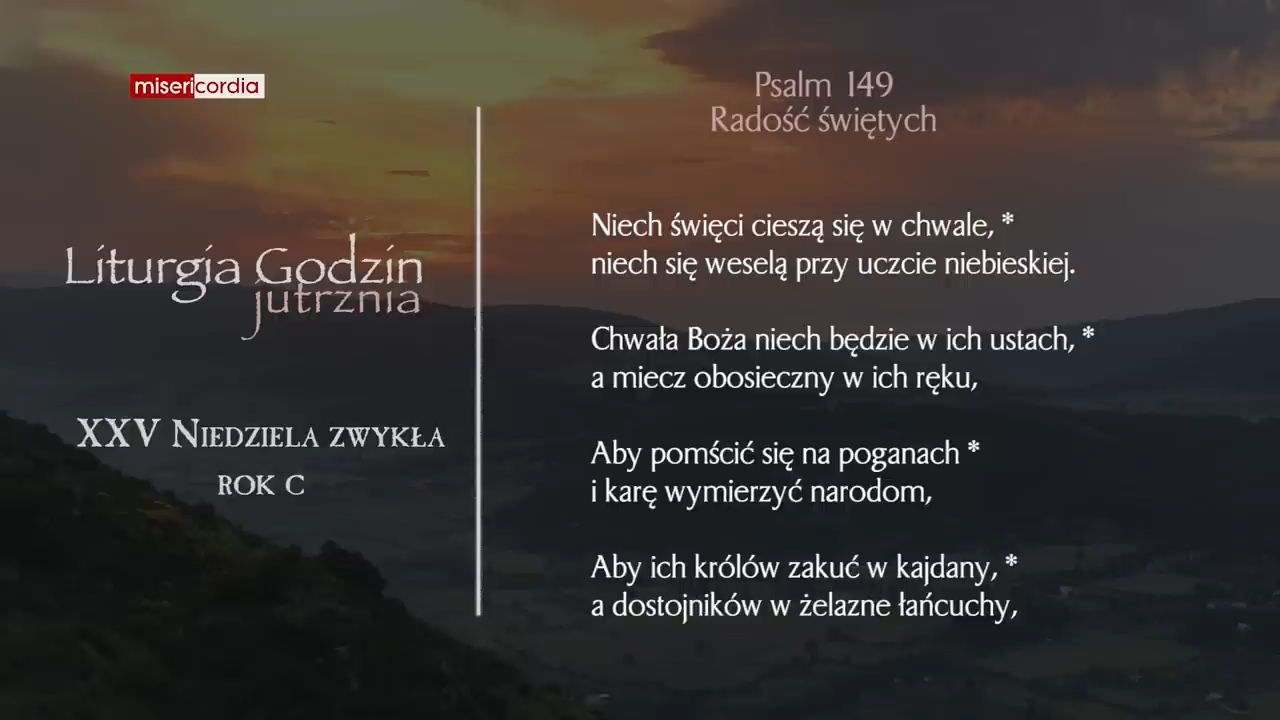 misericordia
Liturgia Godzin
jutrznia
XXV Niedziela zwykła
rok C
Psalm 149
Radość świętych
Niech święci cieszą się w chwale, *
niech się weselą przy uczcie niebieskiej.
Chwała Boża niech będzie w ich ustach, *
a miecz obosieczny w ich ręku,
Aby pomścić się na poganach *
i karę wymierzyć narodom,
Aby ich królów zakuć w kajdany, *
a dostojników w żelazne łańcuchy,